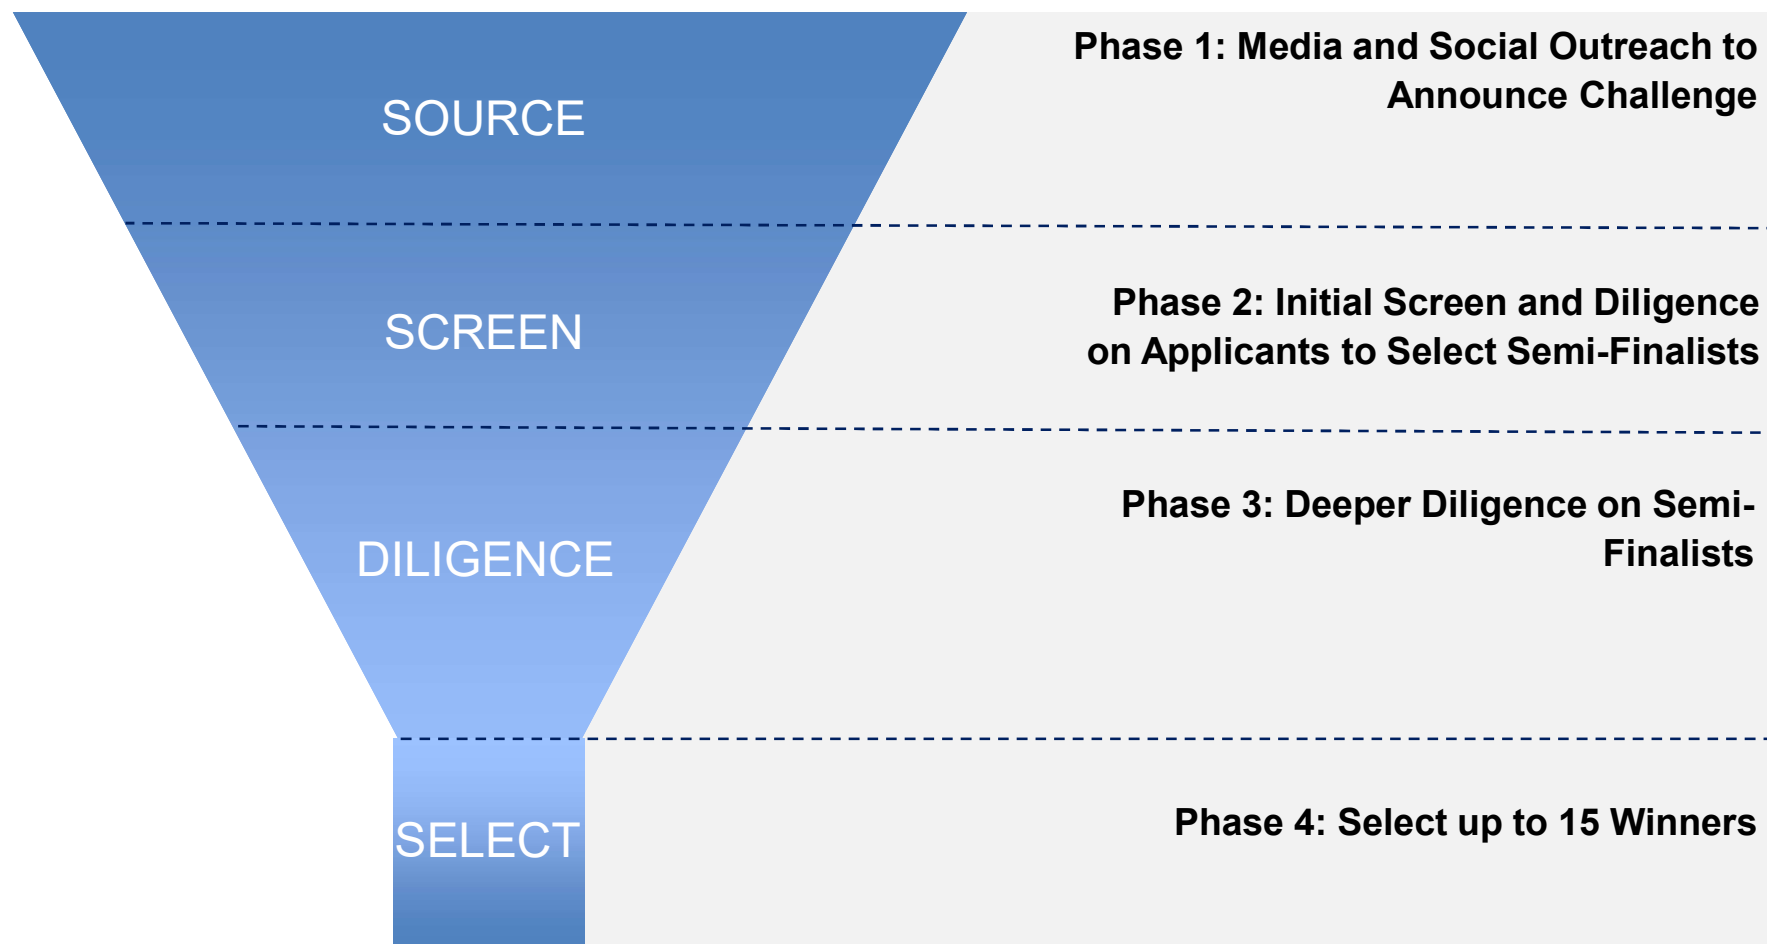 SOURCE
Phase 1: Media and Social Outreach to
Announce Challenge
SCREEN
Phase 2: Initial Screen and Diligence
on Applicants to Select Semi-Finalists
DILIGENCE
Phase 3: Deeper Diligence on Semi-
Finalists
SELECT
Phase 4: Select up to 15 Winners